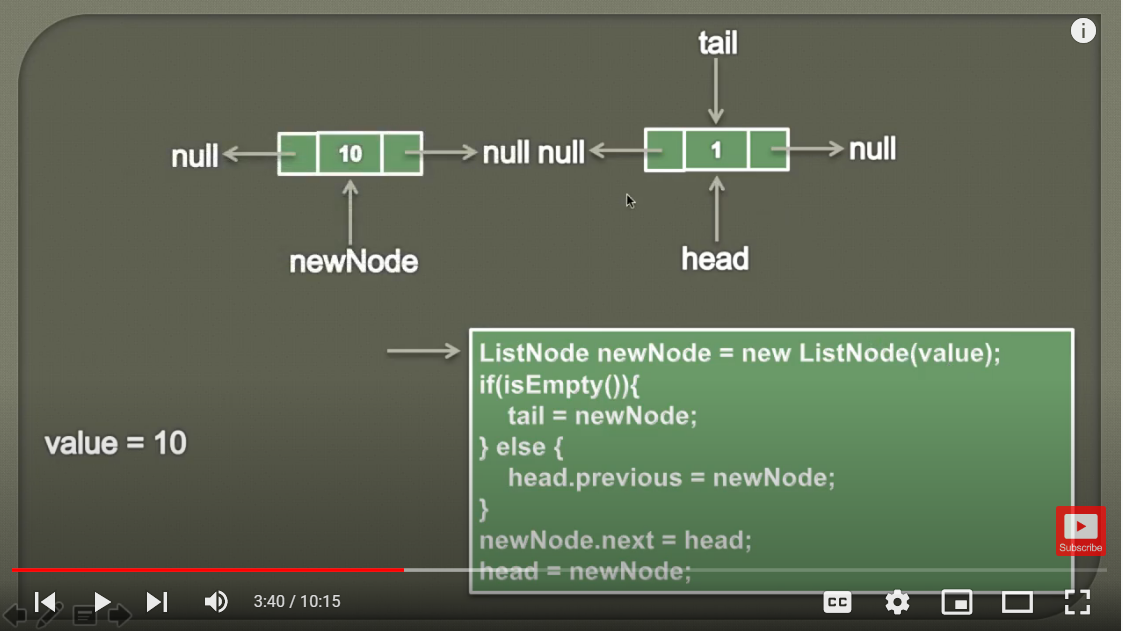 tail
null
10
null
null
1
null
newNode
head
ListNode newNode = new ListNode(value);
if(isEmpty()){
tail = newNode;
} else {
head.previous = newNode;
}
newNode.next = head;
head = newNode;
value = 10
Subscribe
3:40 / 10:15
CC
i